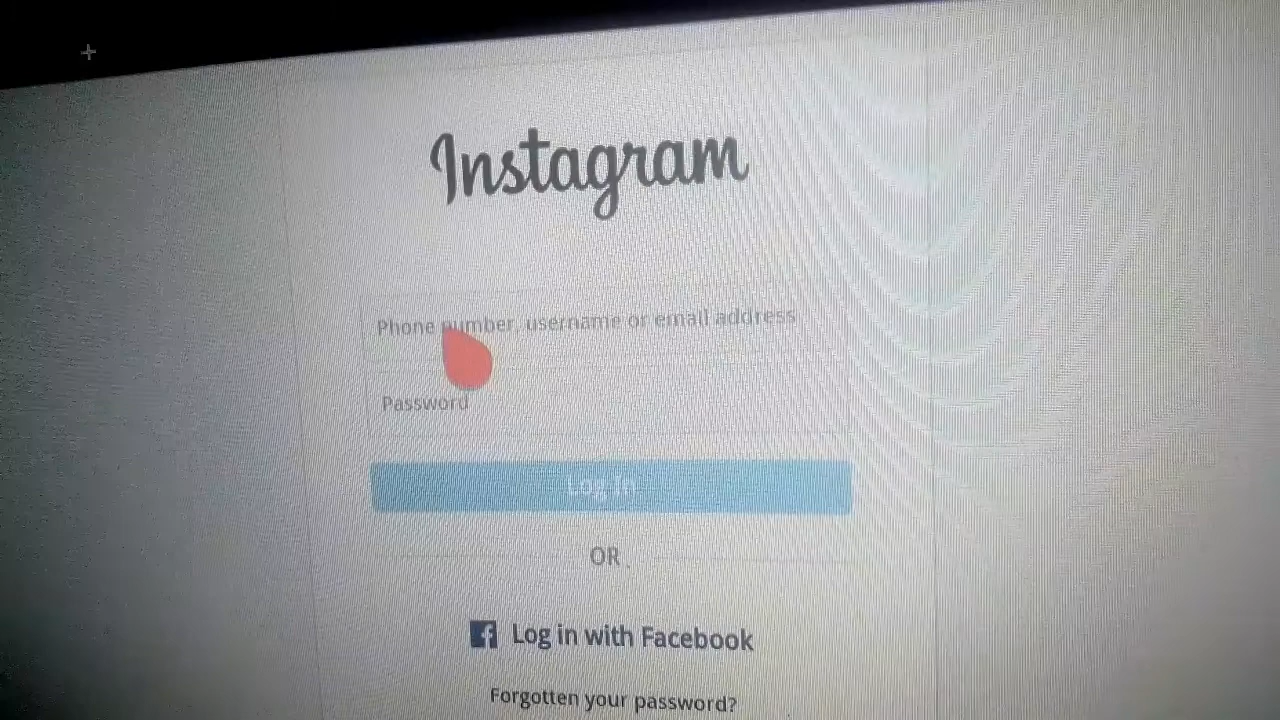 Instagram
Phone number, username or email address
Password
Log in
OR
Log in with Facebook
Forgotten your password?